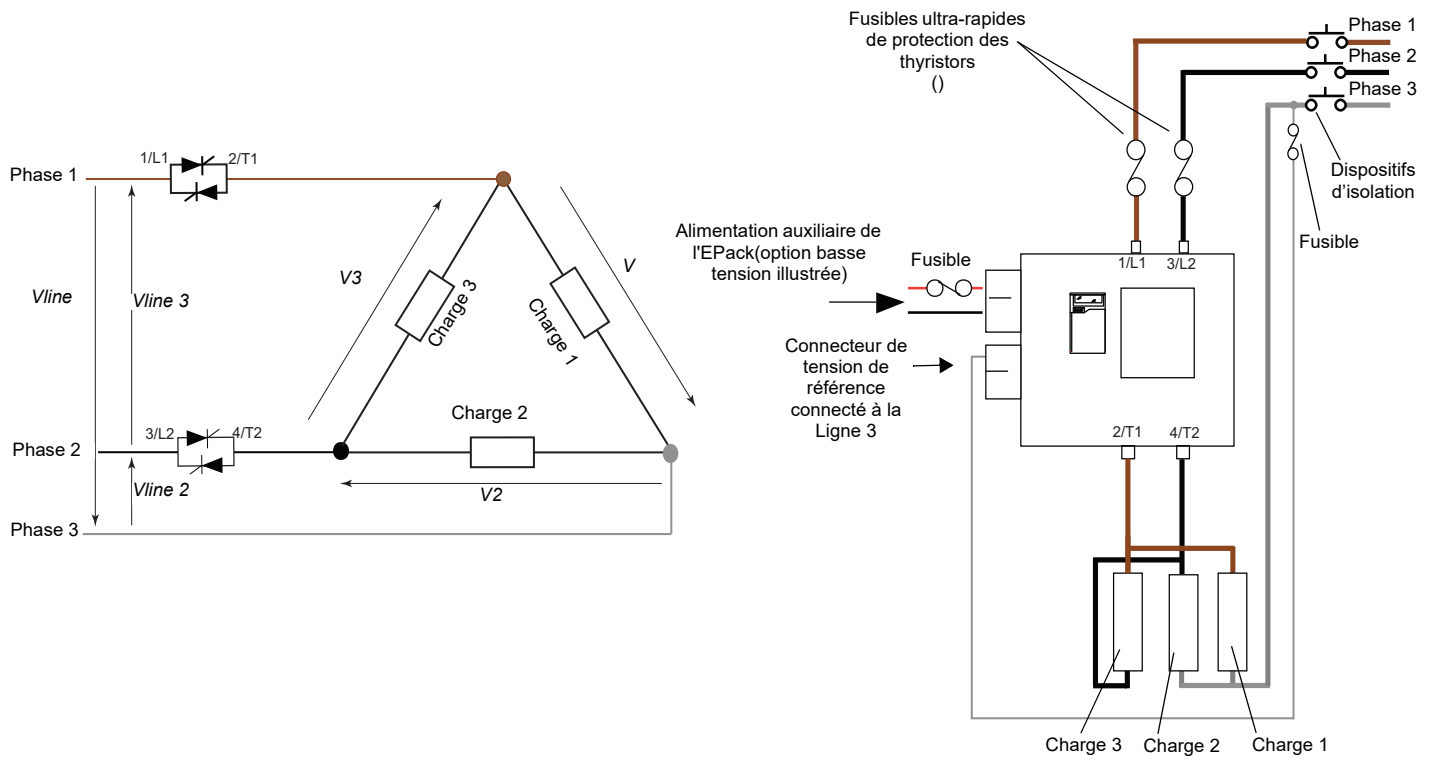 Phase 1
1/L1
2/T1
Vline
Vline 3
V3
V
Charge 3
Charge 1
Charge 2
Phase 2
3/L2
4/T2
Vline 2
V2
Phase 3
Fusibles ultra-rapides
de protection des
thyristors
()
Phase 1
Phase 2
Phase 3
Dispositifs
d’isolation
Fusible
Alimentation auxiliaire de
l'EPack(option basse
tension illustrée)
Fusible
1/L1
3/L2
Connecteur de
tension de
référence
connecté à la
Ligne 3
2/T1
4/T2
Charge 3
Charge 2
Charge 1